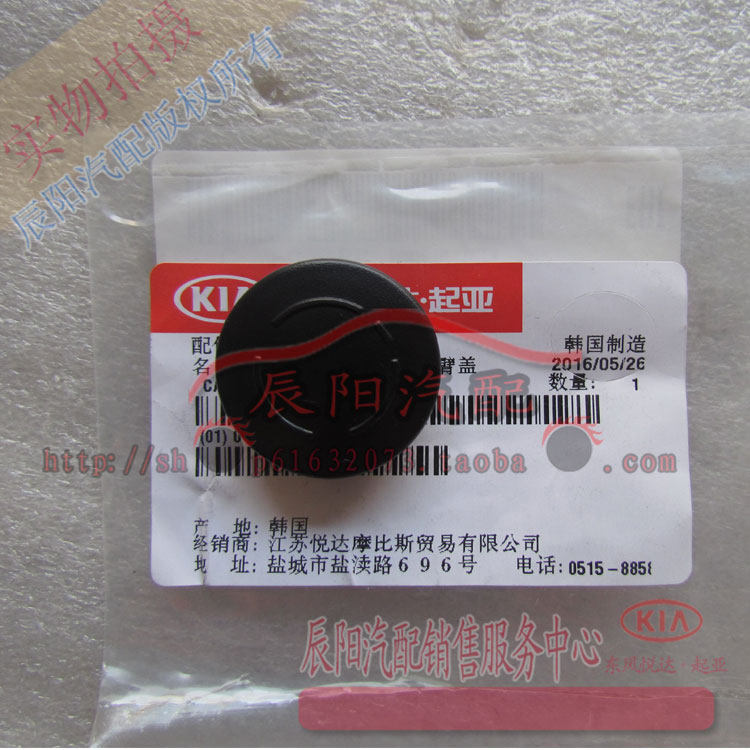 实物拍摄
辰阳汽配版权所有
KIA
·起亚
韩国制造
名
臂盖
2016/05/26
数量: 1
辰阳汽配
(01) 0
http://sh
p61632073.taobao
产 地: 韩国
经销商: 江苏悦达摩比斯贸易有限公司
地 址: 盐城市盐渎路696号 电话: 0515-8858
辰阳汽配销售服务中心
KIA
东风悦达·起亚